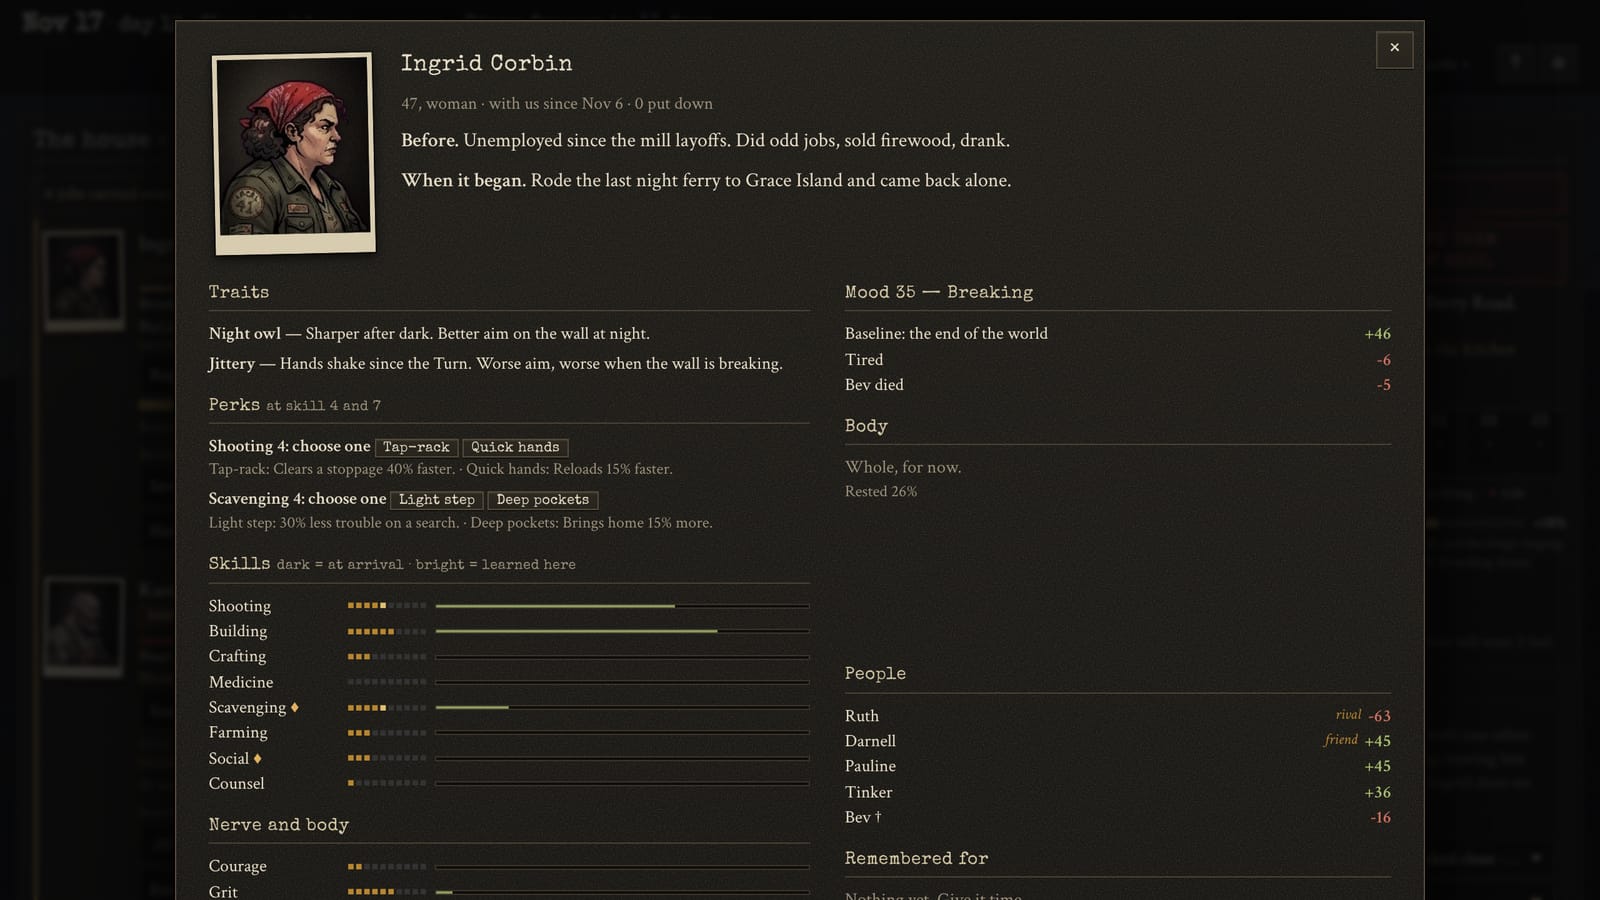 Nov 17
The house
Ingrid Corbin
×
47, woman · with us since Nov 6 · 0 put down
Before. Unemployed since the mill layoffs. Did odd jobs, sold firewood, drank.
When it began. Rode the last night ferry to Grace Island and came back alone.
41
Traits
Night owl — Sharper after dark. Better aim on the wall at night.
Jittery — Hands shake since the Turn. Worse aim, worse when the wall is breaking.
Perks at skill 4 and 7
Shooting 4: choose one Tap-rack Quick hands
Tap-rack: Clears a stoppage 40% faster. · Quick hands: Reloads 15% faster.
Scavenging 4: choose one Light step Deep pockets
Light step: 30% less trouble on a search. · Deep pockets: Brings home 15% more.
Skills dark = at arrival · bright = learned here
Shooting
Building
Crafting
Medicine
Scavenging ♦
Farming
Social ♦
Counsel
Nerve and body
Courage
Grit
Mood 35 — Breaking
Baseline: the end of the world +46
Tired -6
Bev died -5
Body
Whole, for now.
Rested 26%
People
Ruth rival -63
Darnell friend +45
Pauline +45
Tinker +36
Bev † -16
Remembered for
Nothing yet. Give it time.